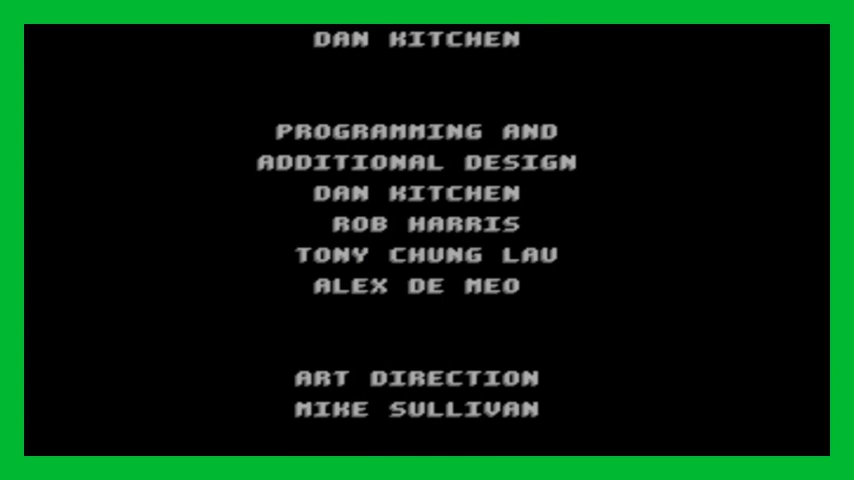 DAN KITCHEN
PROGRAMMING AND
ADDITIONAL DESIGN
DAN KITCHEN
ROB HARRIS
TONY CHUNG LAU
ALEX DE MEO
ART DIRECTION
MIKE SULLIVAN